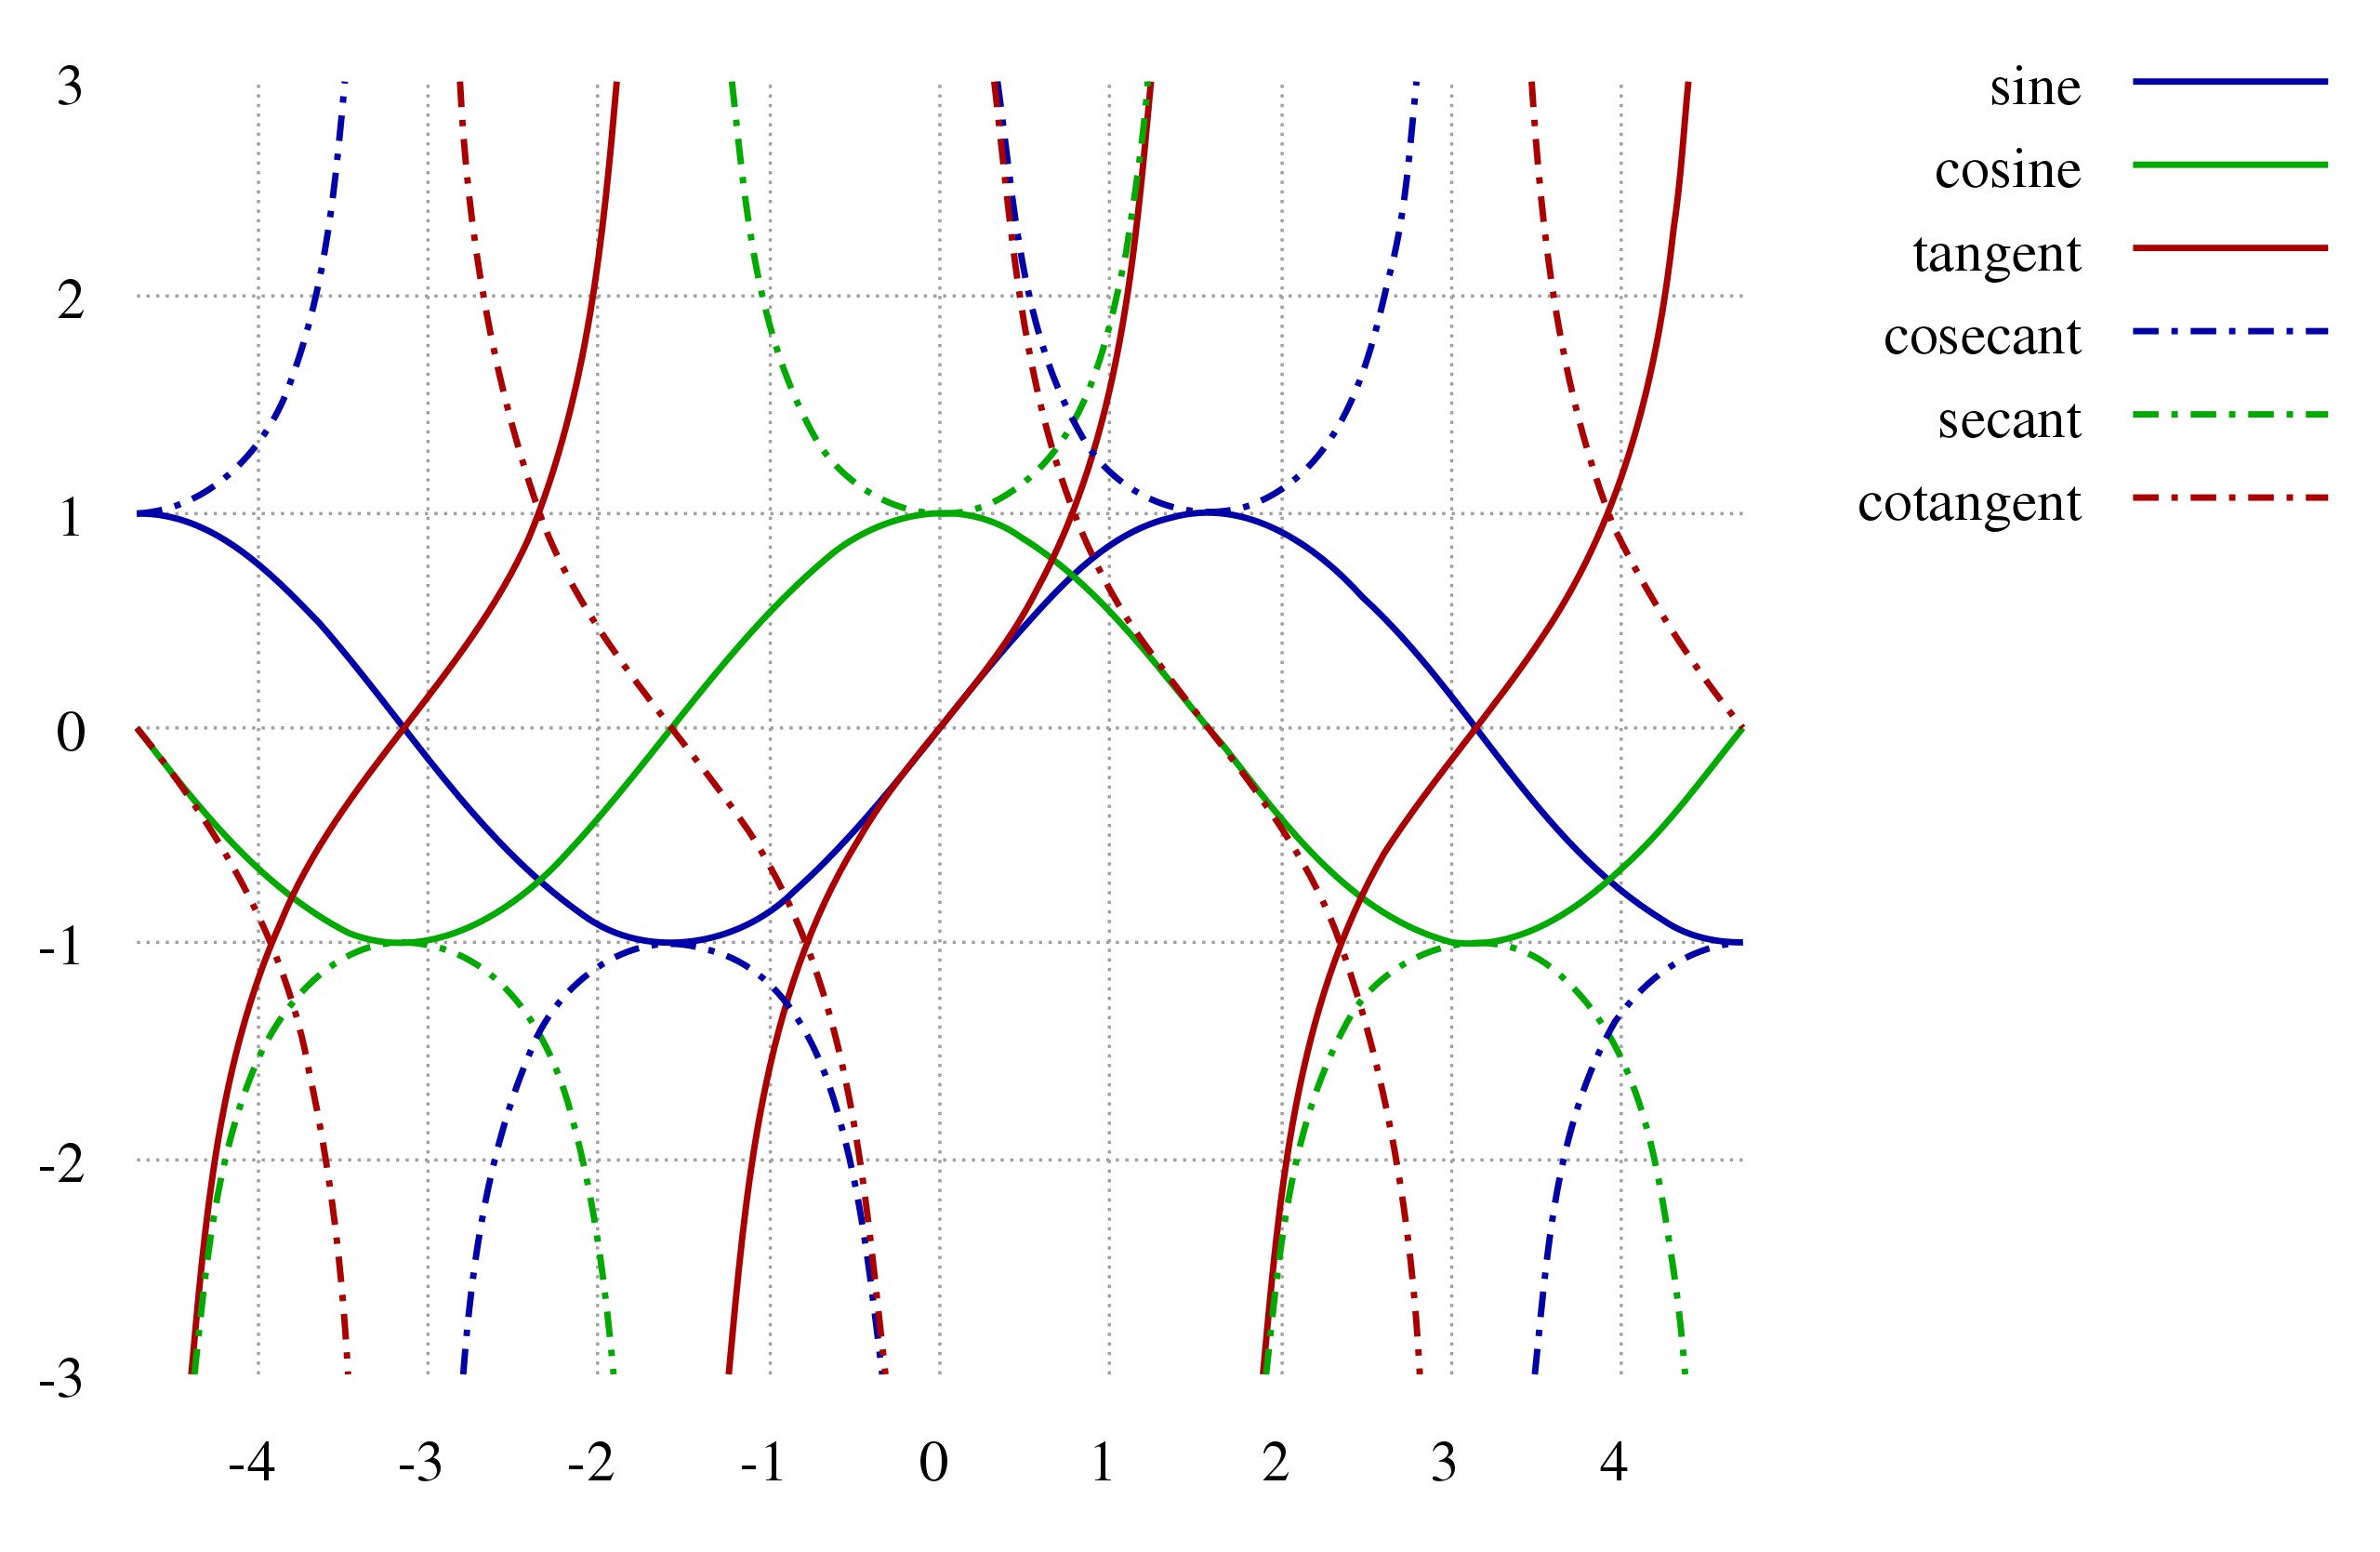 3
2
1
0
-1
-2
-3
-4 -3 -2 -1 0 1 2 3 4
sine
cosine
tangent
cosecant
secant
cotangent